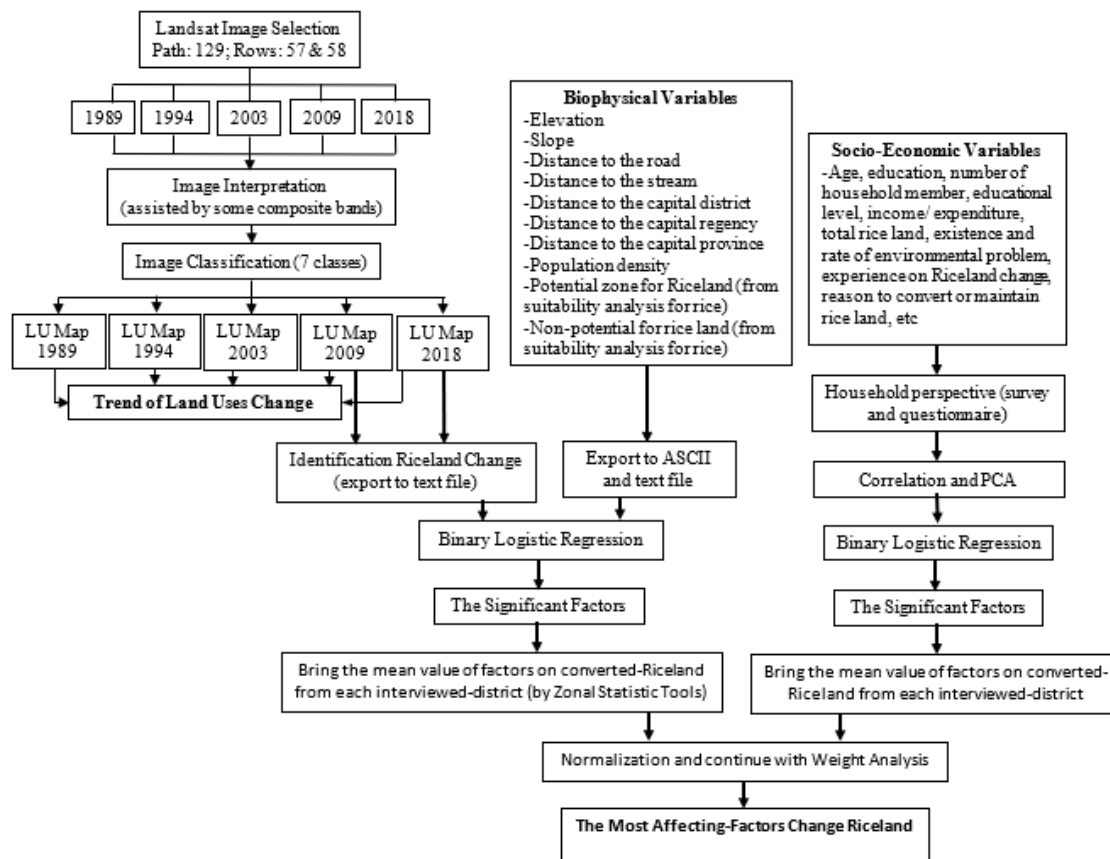 Landsat Image Selection
Path: 129; Rows: 57 & 58
1989
1994
2003
2009
2018
Image Interpretation
(assisted by some composite bands)
Image Classification (7 classes)
LU Map
1989
LU Map
1994
LU Map
2003
LU Map
2009
LU Map
2018
Trend of Land Uses Change
Identification Riceland Change
(export to text file)
Biophysical Variables
-Elevation
-Slope
-Distance to the road
-Distance to the stream
-Distance to the capital district
-Distance to the capital regency
-Distance to the capital province
-Population density
-Potential zone for Riceland (from
suitability analysis for rice)
-Non-potential for rice land (from
suitability analysis for rice)
Export to ASCII
and text file
Binary Logistic Regression
The Significant Factors
Bring the mean value of factors on converted-Riceland
from each interviewed-district (by Zonal Statistic Tools)
Socio-Economic Variables
-Age, education, number of
household member, educational
level, income/ expenditure,
total rice land, existence and
rate of environmental problem,
experience on Riceland change,
reason to convert or maintain
rice land, etc
Household perspective (survey
and questionnaire)
Correlation and PCA
Binary Logistic Regression
The Significant Factors
Bring the mean value of factors on converted-
Riceland from each interviewed-district
Normalization and continue with Weight Analysis
The Most Affecting-Factors Change Riceland